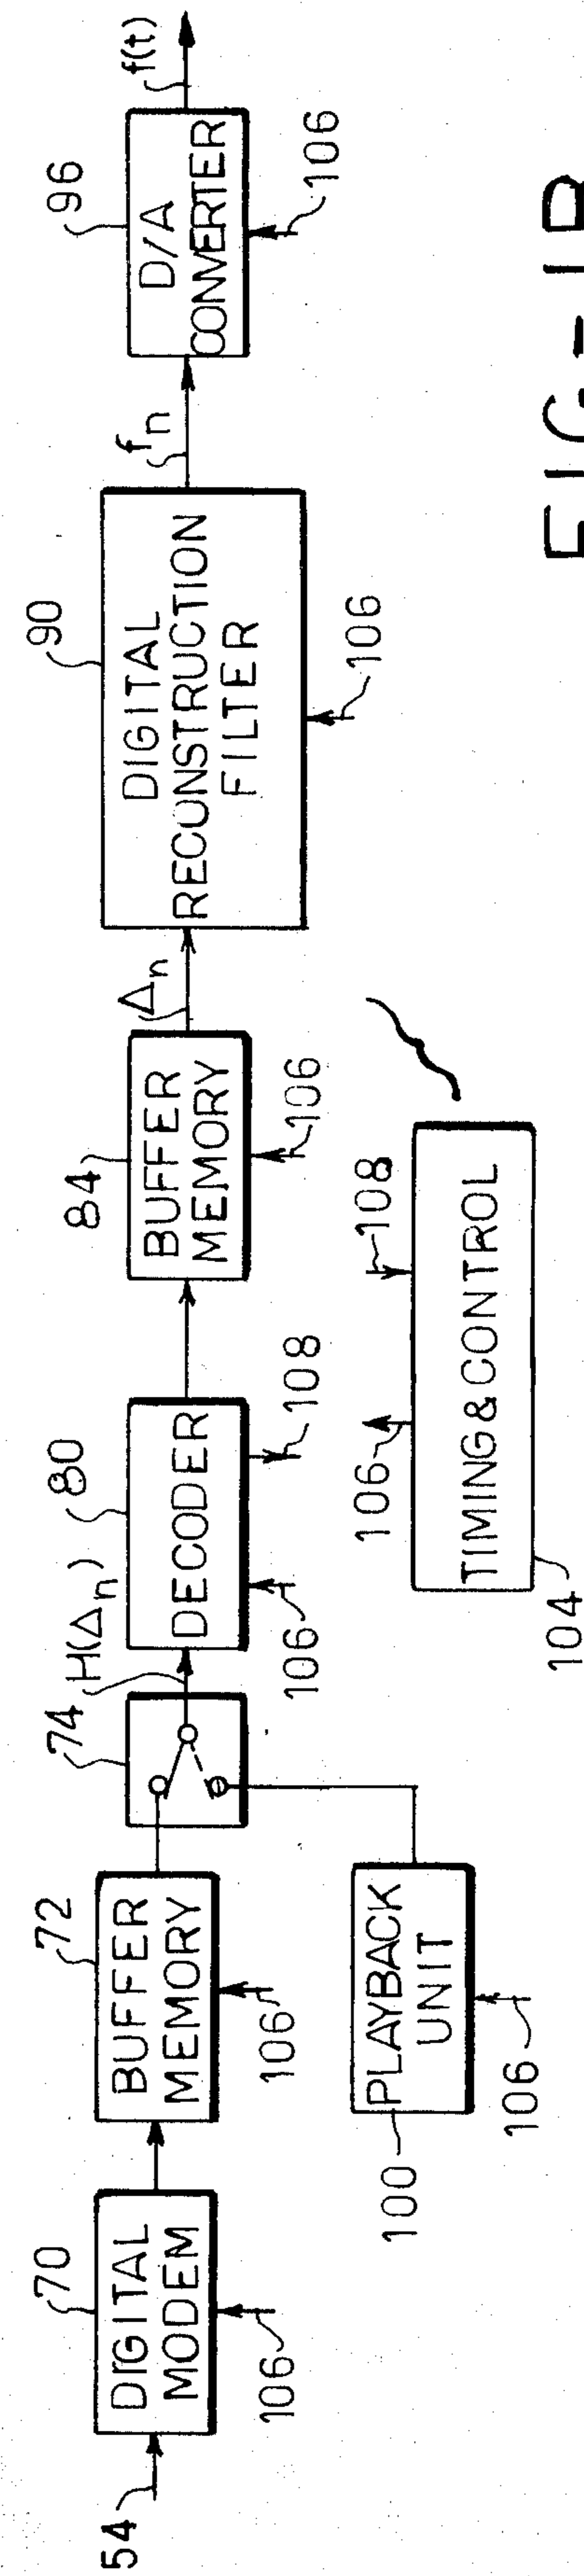 54
70
DIGITAL
MODEM
106
72
BUFFER
MEMORY
106
74
H(Δn)
100
PLAYBACK
UNIT
106
80
DECODER
106
108
84
BUFFER
MEMORY
106
Δn
90
DIGITAL
RECONSTRUCTION
FILTER
106
fn
96
D/A
CONVERTER
106
f(t)
106
108
TIMING & CONTROL
104